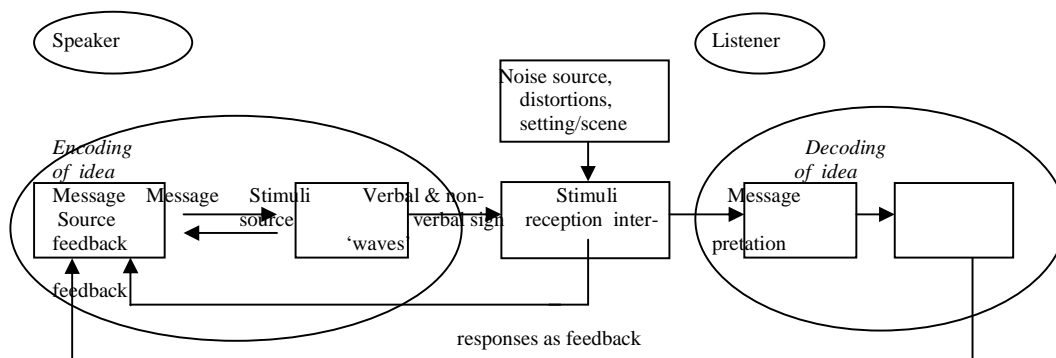 Speaker
Listener
Noise source,
distortions,
setting/scene
Encoding
of idea
Decoding
of idea
Message Message Stimuli Verbal & non- Stimuli Message
Source source verbal sign reception inter-
feedback ‘waves’ pretation
feedback
responses as feedback